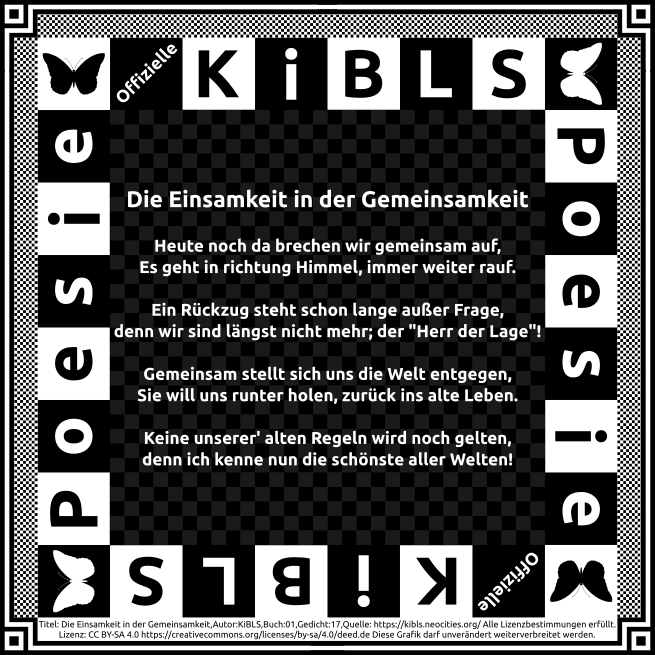 Offizielle KiBLS
Poesie
Poesie
Die Einsamkeit in der Gemeinsamkeit
Heute noch da brechen wir gemeinsam auf,
Es geht in richtung Himmel, immer weiter rauf.
Ein Rückzug steht schon lange außer Frage,
denn wir sind längst nicht mehr; der "Herr der Lage"!
Gemeinsam stellt sich uns die Welt entgegen,
Sie will uns runter holen, zurück ins alte Leben.
Keine unserer' alten Regeln wird noch gelten,
denn ich kenne nun die schönste aller Welten!
Offizielle KiBLS
Titel: Die Einsamkeit in der Gemeinsamkeit,Autor:KiBLS,Buch:01,Gedicht:17,Quelle: https://kibls.neocities.org/ Alle Lizenzbestimmungen erfüllt.
Lizenz: CC BY-SA 4.0 https://creativecommons.org/licenses/by-sa/4.0/deed.de Diese Grafik darf unverändert weiterverbreitet werden.